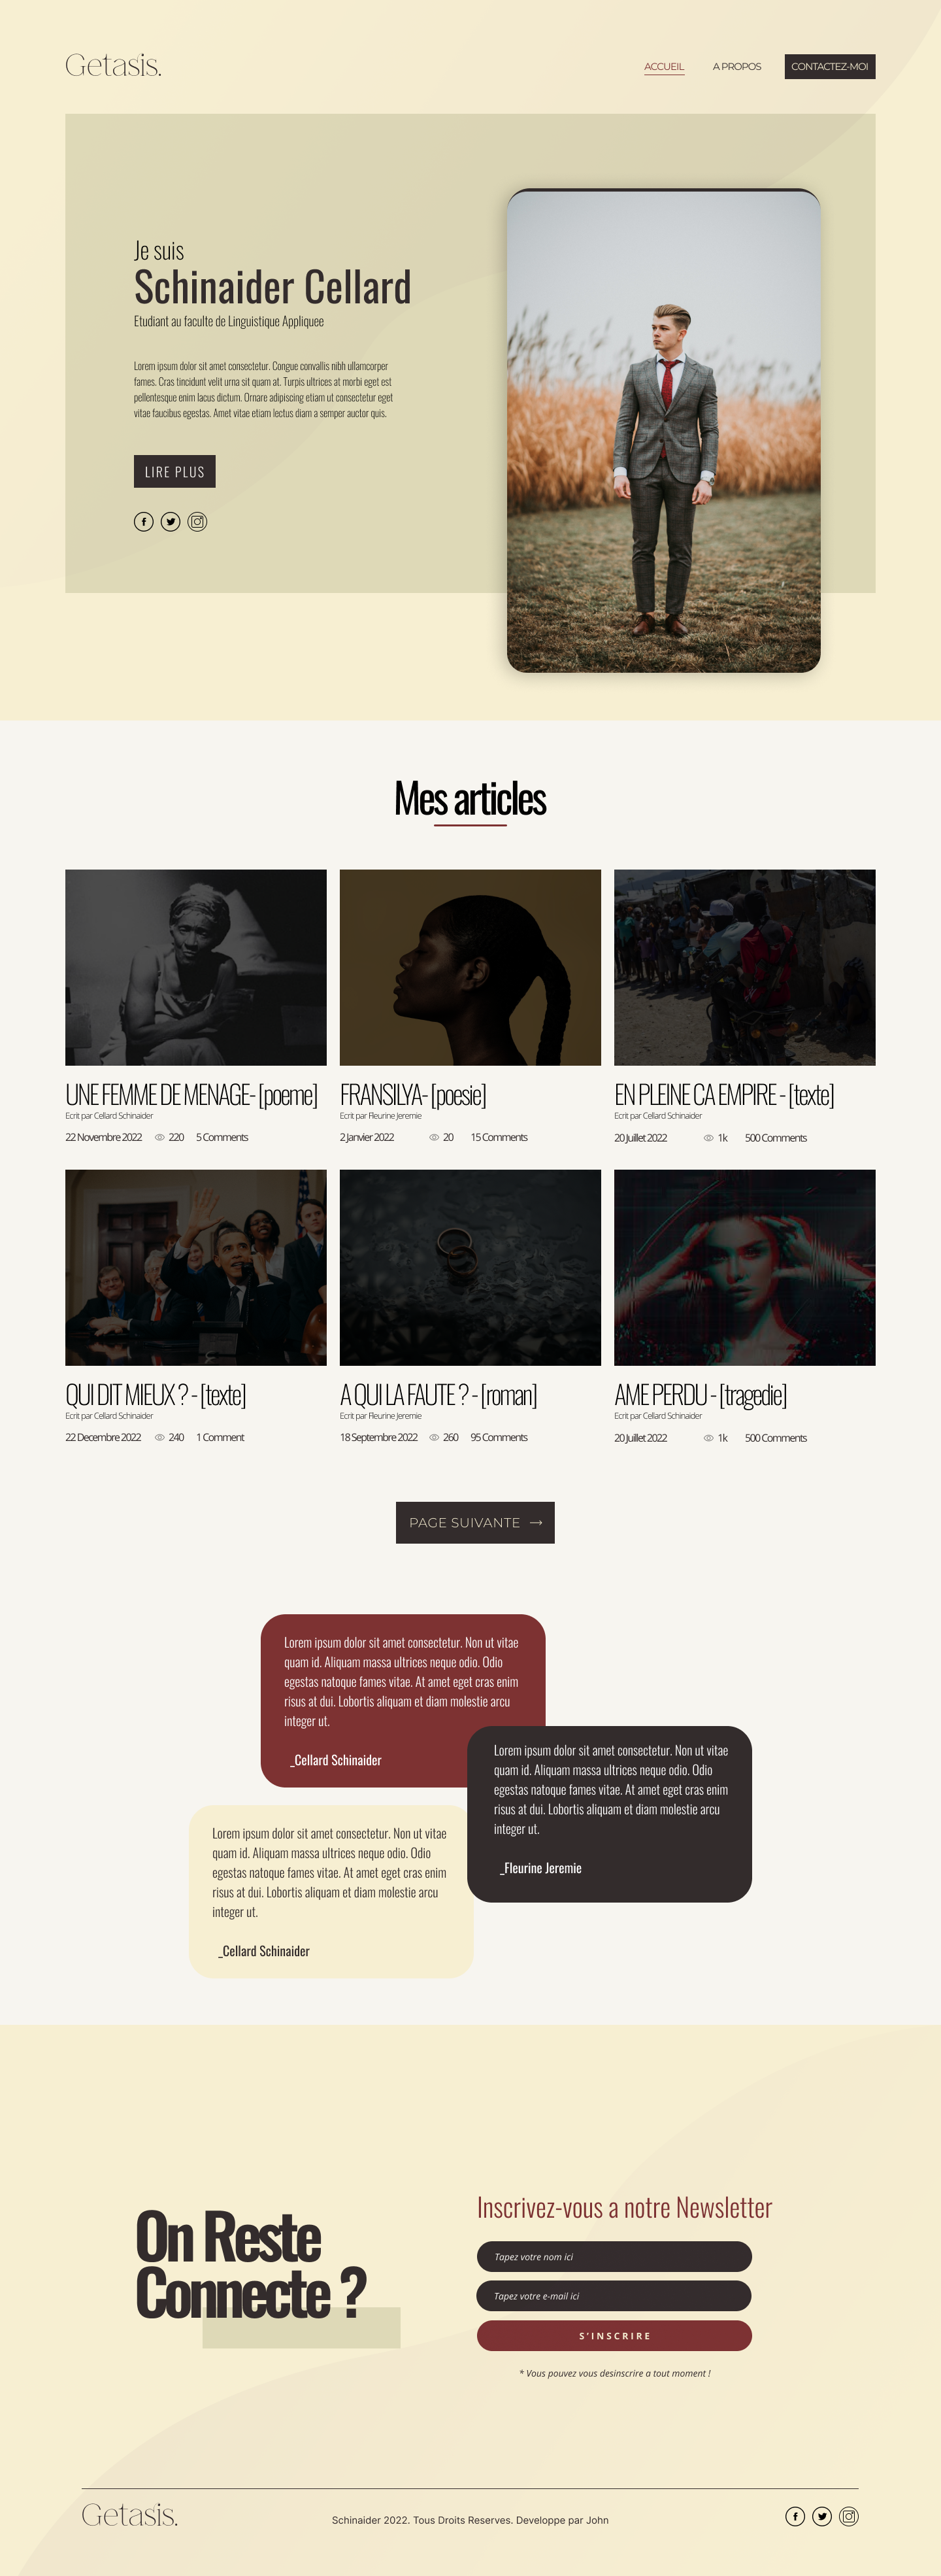 Getasis.
ACCUEIL
A PROPOS
CONTACTEZ-MOI
Je suis
Schinaider Cellard
Etudiant au faculte de Linguistique Appliquee
Lorem ipsum dolor sit amet consectetur. Congue convallis nibh ullamcorper
fames. Cras tincidunt velit urna sit quam at. Turpis ultrices at morbi eget est
pellentesque enim lacus dictum. Ornare adipiscing etiam ut consectetur eget
vitae faucibus egestas. Amet vitae etiam lectus diam a semper auctor quis.
LIRE PLUS
Mes articles
UNE FEMME DE MENAGE- [poeme]
Ecrit par Cellard Schinaider
22 Novembre 2022 220 5 Comments
FRANSILYA- [poesie]
Ecrit par Fleurine Jeremie
2 Janvier 2022 20 15 Comments
EN PLEINE CA EMPIRE - [texte]
Ecrit par Cellard Schinaider
20 Juillet 2022 1k 500 Comments
QUI DIT MIEUX ? - [texte]
Ecrit par Cellard Schinaider
22 Decembre 2022 240 1 Comment
A QUI LA FAUTE ? - [roman]
Ecrit par Fleurine Jeremie
18 Septembre 2022 260 95 Comments
AME PERDU - [tragedie]
Ecrit par Cellard Schinaider
20 Juillet 2022 1k 500 Comments
PAGE SUIVANTE →
Lorem ipsum dolor sit amet consectetur. Non ut vitae
quam id. Aliquam massa ultrices neque odio. Odio
egestas natoque fames vitae. At amet eget cras enim
risus at dui. Lobortis aliquam et diam molestie arcu
integer ut.
_Cellard Schinaider
Lorem ipsum dolor sit amet consectetur. Non ut vitae
quam id. Aliquam massa ultrices neque odio. Odio
egestas natoque fames vitae. At amet eget cras enim
risus at dui. Lobortis aliquam et diam molestie arcu
integer ut.
_Fleurine Jeremie
Lorem ipsum dolor sit amet consectetur. Non ut vitae
quam id. Aliquam massa ultrices neque odio. Odio
egestas natoque fames vitae. At amet eget cras enim
risus at dui. Lobortis aliquam et diam molestie arcu
integer ut.
_Cellard Schinaider
On Reste
Connecte ?
Inscrivez-vous a notre Newsletter
Tapez votre nom ici
Tapez votre e-mail ici
S'INSCRIRE
* Vous pouvez vous desinscrire a tout moment !
Getasis.
Schinaider 2022. Tous Droits Reserves. Developpe par John